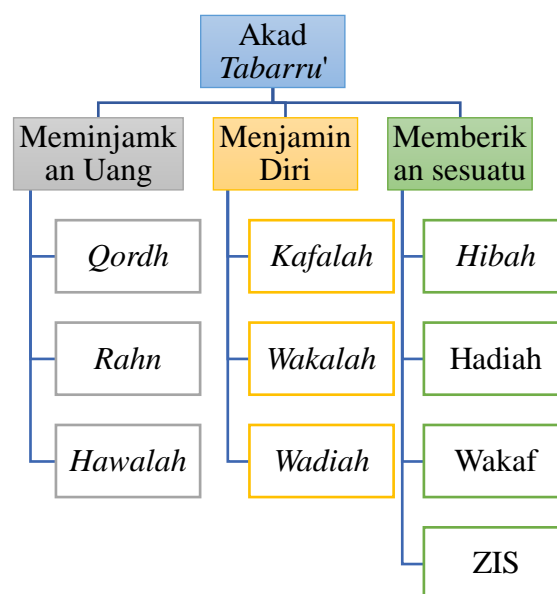 Akad
Tabarru'
Meminjamk
an Uang
Qordh
Rahn
Hawalah
Menjamin
Diri
Kafalah
Wakalah
Wadiah
Memberik
an sesuatu
Hibah
Hadiah
Wakaf
ZIS